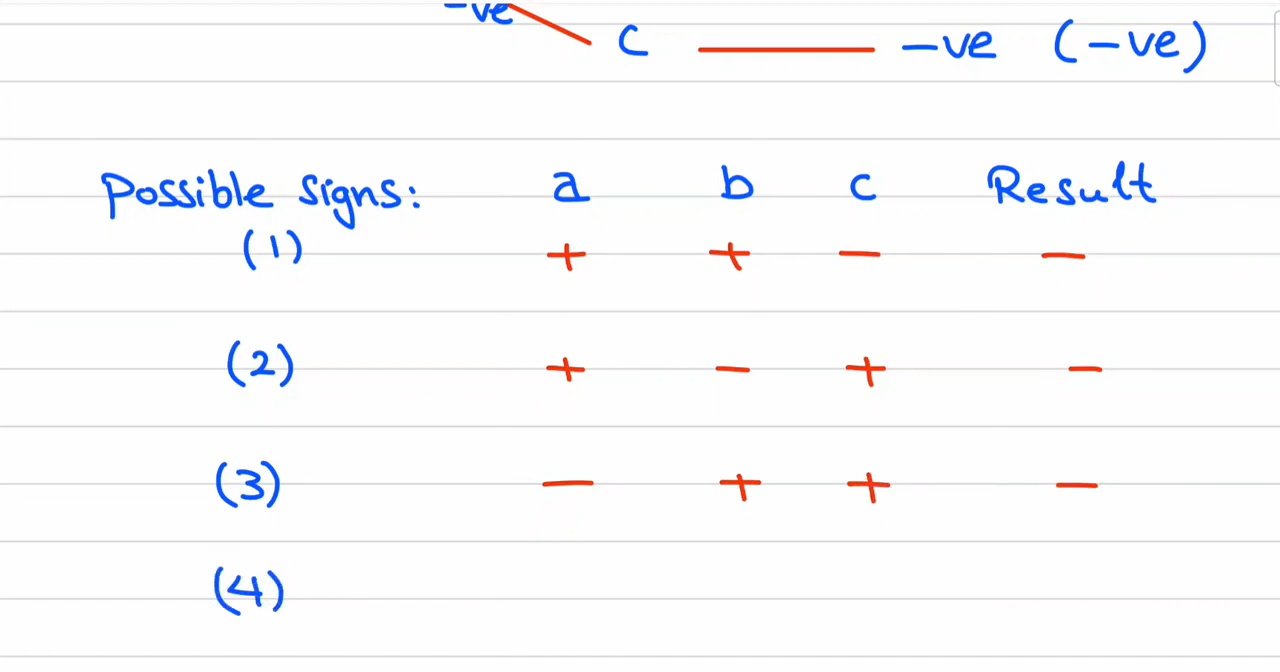 -ve
c — -ve (-ve)
Possible signs: a b c Result
(1) + + - -
(2) + - + -
(3) - + + -
(4)